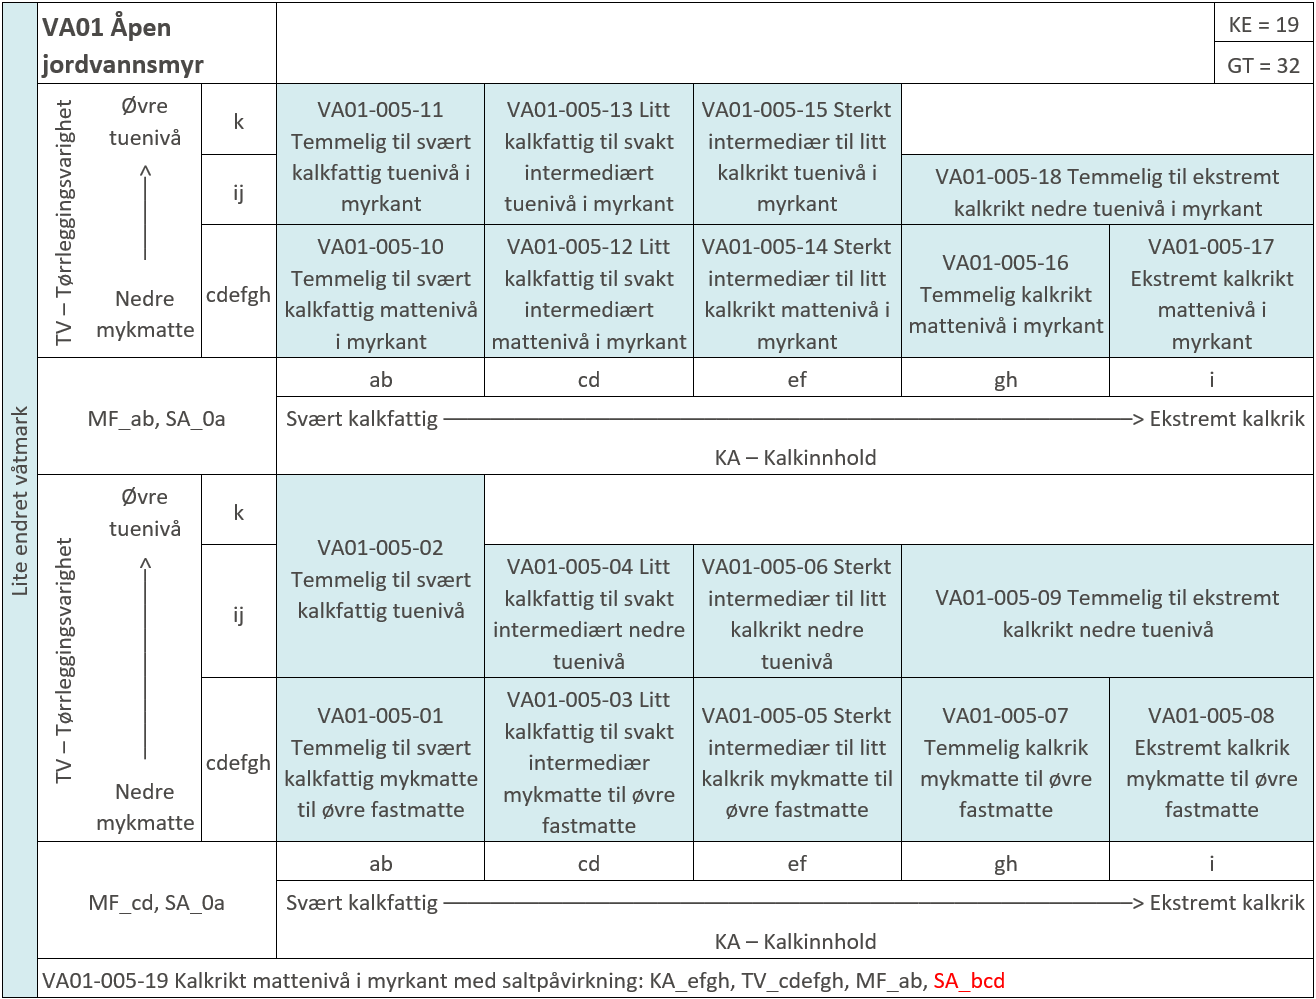 VA01 Åpen
jordvannsmyr
KE = 19
GT = 32
Lite endret våtmark
TV – Tørrleggingsvarighet
Øvre
tuenivå
Nedre
mykmatte
k
VA01-005-11
Temmelig til svært
kalkfattig tuenivå i
myrkant
VA01-005-13 Litt
kalkfattig til svakt
intermediært
tuenivå i myrkant
VA01-005-15 Sterkt
intermediær til litt
kalkrikt tuenivå i
myrkant
ij
VA01-005-18 Temmelig til ekstremt
kalkrikt nedre tuenivå i myrkant
cdefgh
VA01-005-10
Temmelig til svært
kalkfattig mattenivå
i myrkant
VA01-005-12 Litt
kalkfattig til svakt
intermediært
mattenivå i myrkant
VA01-005-14 Sterkt
intermediær til litt
kalkrikt mattenivå i
myrkant
VA01-005-16
Temmelig kalkrikt
mattenivå i myrkant
VA01-005-17
Ekstremt kalkrikt
mattenivå i
myrkant
MF_ab, SA_0a
ab
cd
ef
gh
i
Svært kalkfattig ————————> Ekstremt kalkrik
KA – Kalkinnhold
TV – Tørrleggingsvarighet
Øvre
tuenivå
Nedre
mykmatte
k
VA01-005-02
Temmelig til svært
kalkfattig tuenivå
ij
VA01-005-04 Litt
kalkfattig til svakt
intermediært nedre
tuenivå
VA01-005-06 Sterkt
intermediær til litt
kalkrikt nedre
tuenivå
VA01-005-09 Temmelig til ekstremt
kalkrikt nedre tuenivå
cdefgh
VA01-005-01
Temmelig til svært
kalkfattig mykmatte
til øvre fastmatte
VA01-005-03 Litt
kalkfattig til svakt
intermediær
mykmatte til øvre
fastmatte
VA01-005-05 Sterkt
intermediær til litt
kalkrik mykmatte til
øvre fastmatte
VA01-005-07
Temmelig kalkrik
mykmatte til øvre
fastmatte
VA01-005-08
Ekstremt kalkrik
mykmatte til øvre
fastmatte
MF_cd, SA_0a
ab
cd
ef
gh
i
Svært kalkfattig ————————> Ekstremt kalkrik
KA – Kalkinnhold
VA01-005-19 Kalkrikt mattenivå i myrkant med saltpåvirkning: KA_efgh, TV_cdefgh, MF_ab, SA_bcd